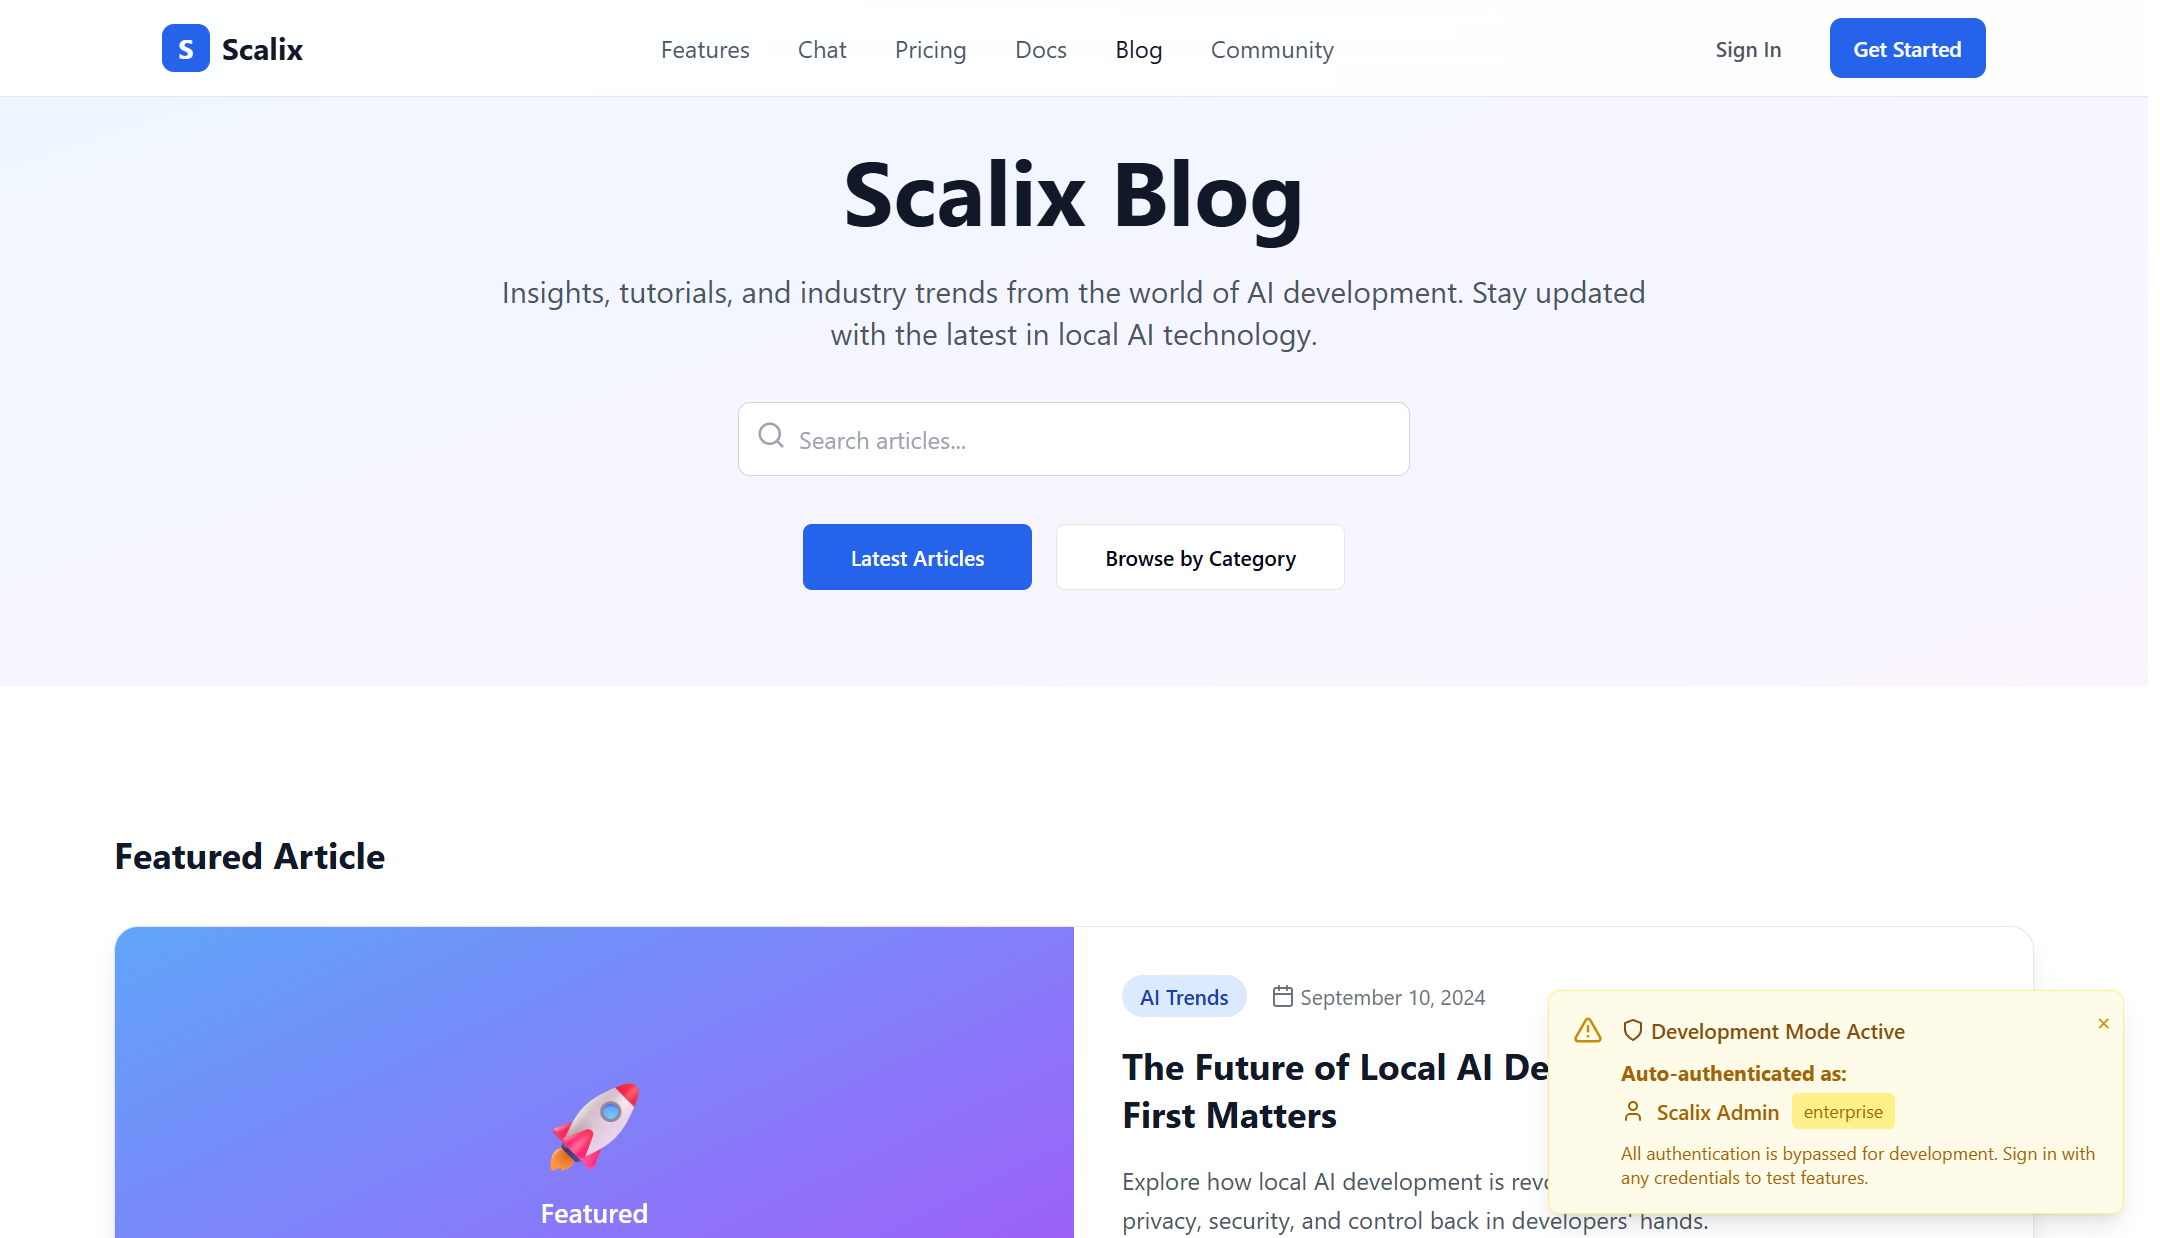 S Scalix
Features Chat Pricing Docs Blog Community
Sign In Get Started
Scalix Blog
Insights, tutorials, and industry trends from the world of AI development. Stay updated
with the latest in local AI technology.
Search articles...
Latest Articles Browse by Category
Featured Article
Featured
AI Trends September 10, 2024
The Future of Local AI De
First Matters
Explore how local AI development is
privacy, security, and control back in developers' hands.
Development Mode Active ×
Auto-authenticated as:
Scalix Admin enterprise
All authentication is bypassed for development. Sign in with
any credentials to test features.